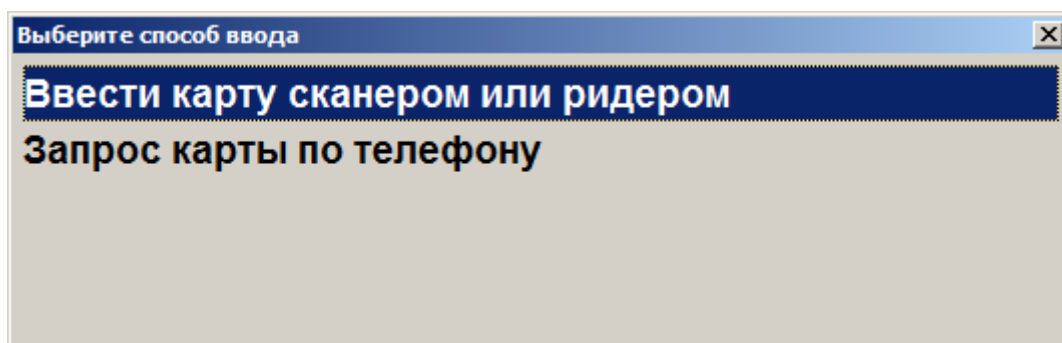 Выберите способ ввода
Ввести карту сканером или ридером
Запрос карты по телефону